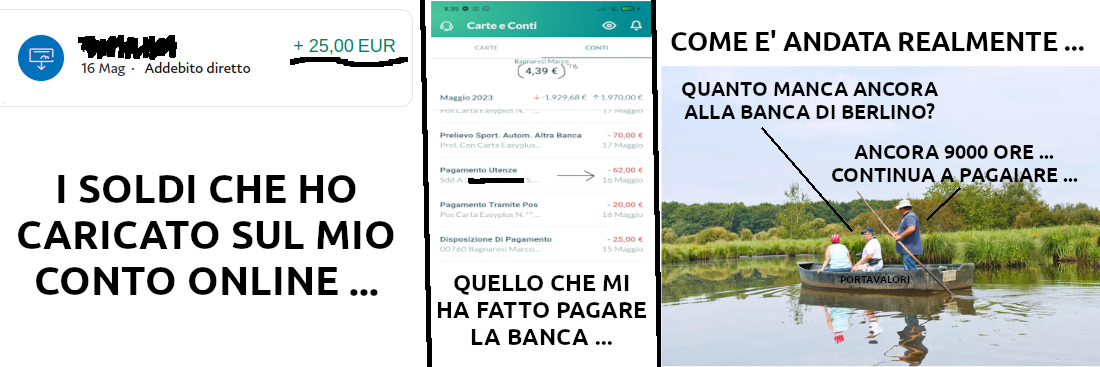 + 25,00 EUR
16 Mag · Addebito diretto
I SOLDI CHE HO
CARICATO SUL MIO
CONTO ONLINE ...
8:35
Carte e Conti
CARTE
CONTI
Bagnaresi Marco
4,39 €
Maggio 2023
-1.929,68 €
1.970,00 €
Pos Carta Easyplus N. **...
17 Maggio
Prelievo Sport. Autom. Altra Banca
- 70,00 €
Prel. Con Carta Easyplus...
17 Maggio
Pagamento Utenze
- 62,00 €
Sdd A
S...
16 Maggio
Pagamento Tramite Pos
- 20,00 €
Pos Carta Easyplus N. **...
16 Maggio
Disposizione Di Pagamento
- 25,00 €
00760 Bagnaresi Marco...
15 Maggio
QUELLO CHE MI
HA FATTO PAGARE
LA BANCA ...
COME E' ANDATA REALMENTE ...
QUANTO MANCA ANCORA
ALLA BANCA DI BERLINO?
ANCORA 9000 ORE ...
CONTINUA A PAGAIARE ...
PORTAVALORI